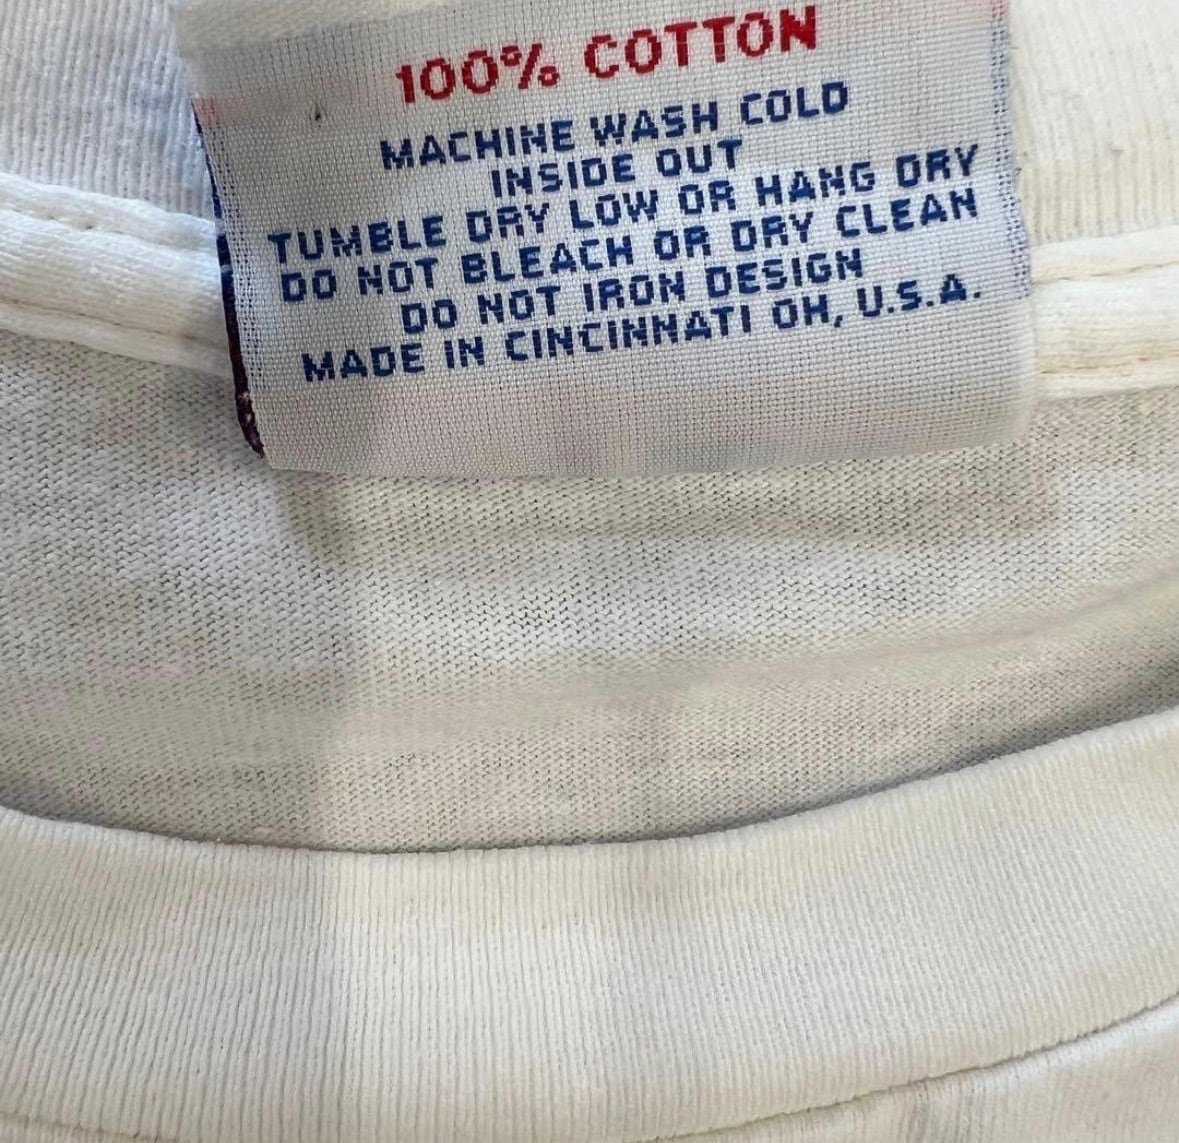 100% COTTON
MACHINE WASH COLD
INSIDE OUT
TUMBLE DRY LOW OR HANG DRY
DO NOT BLEACH OR DRY CLEAN
DO NOT IRON DESIGN
MADE IN CINCINNATI OH, U.S.A.